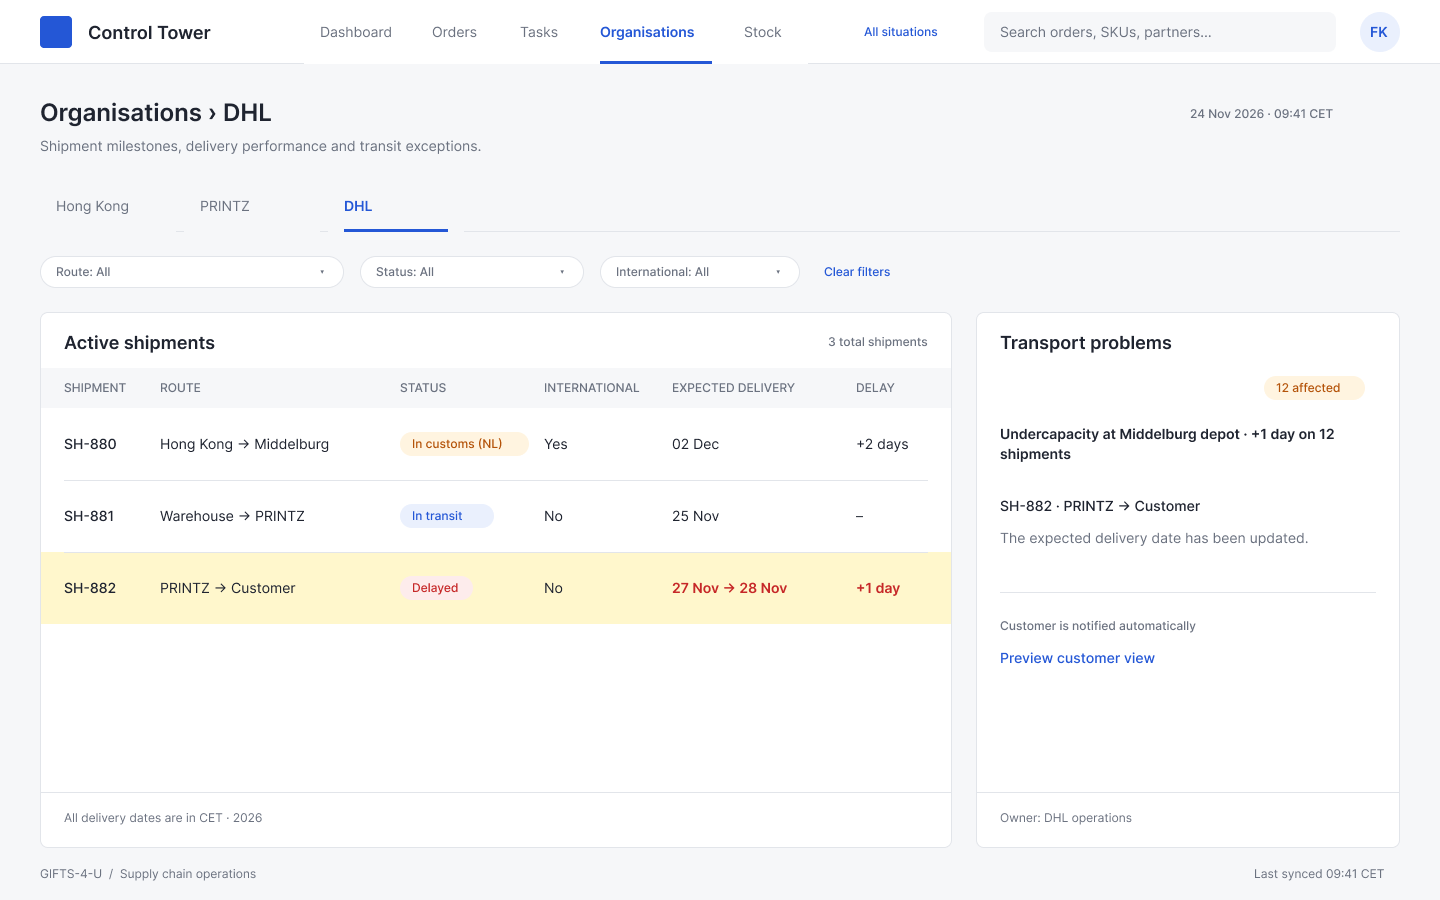 Control Tower
Dashboard
Orders
Tasks
Organisations
Stock
All situations
Search orders, SKUs, partners...
FK
Organisations › DHL
24 Nov 2026 · 09:41 CET
Shipment milestones, delivery performance and transit exceptions.
Hong Kong
PRINTZ
DHL
Route: All
Status: All
International: All
Clear filters
Active shipments
3 total shipments
SHIPMENT ROUTE STATUS INTERNATIONAL EXPECTED DELIVERY DELAY
SH-880 Hong Kong → Middelburg In customs (NL) Yes 02 Dec +2 days
SH-881 Warehouse → PRINTZ In transit No 25 Nov –
SH-882 PRINTZ → Customer Delayed No 27 Nov → 28 Nov +1 day
All delivery dates are in CET · 2026
Transport problems
12 affected
Undercapacity at Middelburg depot · +1 day on 12
shipments
SH-882 · PRINTZ → Customer
The expected delivery date has been updated.
Customer is notified automatically
Preview customer view
Owner: DHL operations
GIFTS-4-U / Supply chain operations
Last synced 09:41 CET